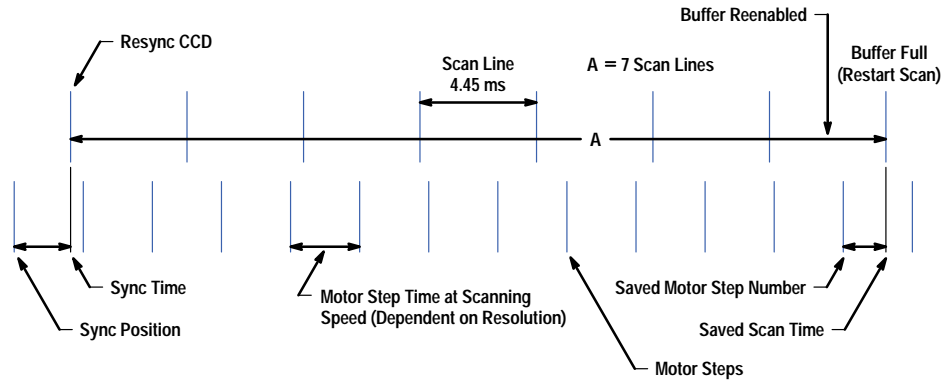 Buffer Reenabled
Resync CCD
Scan Line
4.45 ms
A = 7 Scan Lines
Buffer Full
(Restart Scan)
A
Sync Time
Sync Position
Motor Step Time at Scanning
Speed (Dependent on Resolution)
Saved Motor Step Number
Saved Scan Time
Motor Steps